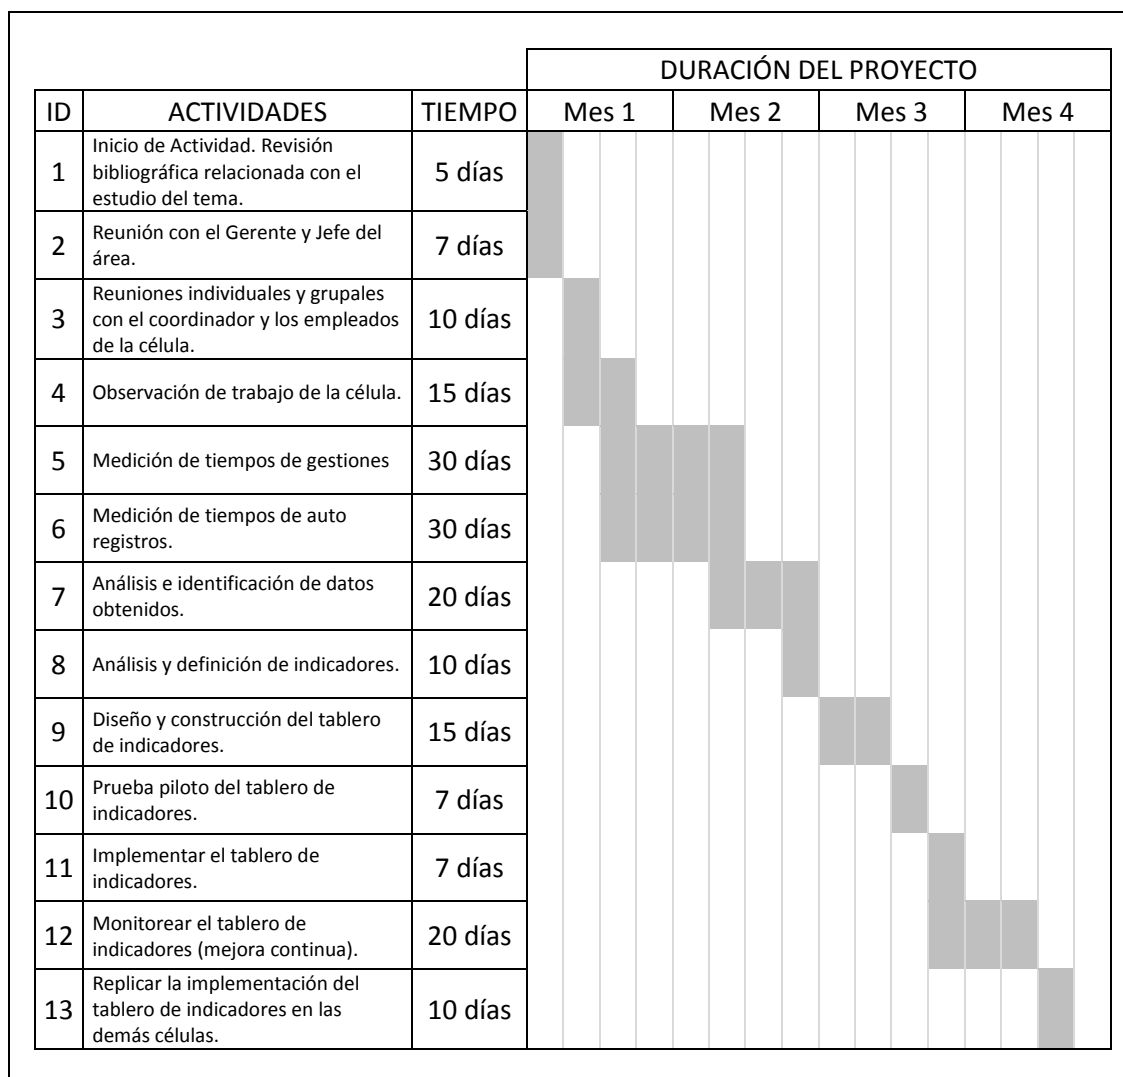 DURACIÓN DEL PROYECTO
ID ACTIVIDADES TIEMPO Mes 1 Mes 2 Mes 3 Mes 4
1 Inicio de Actividad. Revisión
bibliográfica relacionada con el
estudio del tema.
5 días
2 Reunión con el Gerente y Jefe del
área.
7 días
3 Reuniones individuales y grupales
con el coordinador y los empleados
de la célula.
10 días
4 Observación de trabajo de la célula. 15 días
5 Medición de tiempos de gestiones 30 días
6 Medición de tiempos de auto
registros.
30 días
7 Análisis e identificación de datos
obtenidos.
20 días
8 Análisis y definición de indicadores. 10 días
9 Diseño y construcción del tablero
de indicadores.
15 días
10 Prueba piloto del tablero de
indicadores.
7 días
11 Implementar el tablero de
indicadores.
7 días
12 Monitorear el tablero de
indicadores (mejora continua).
20 días
13 Replicar la implementación del
tablero de indicadores en las
demás células.
10 días